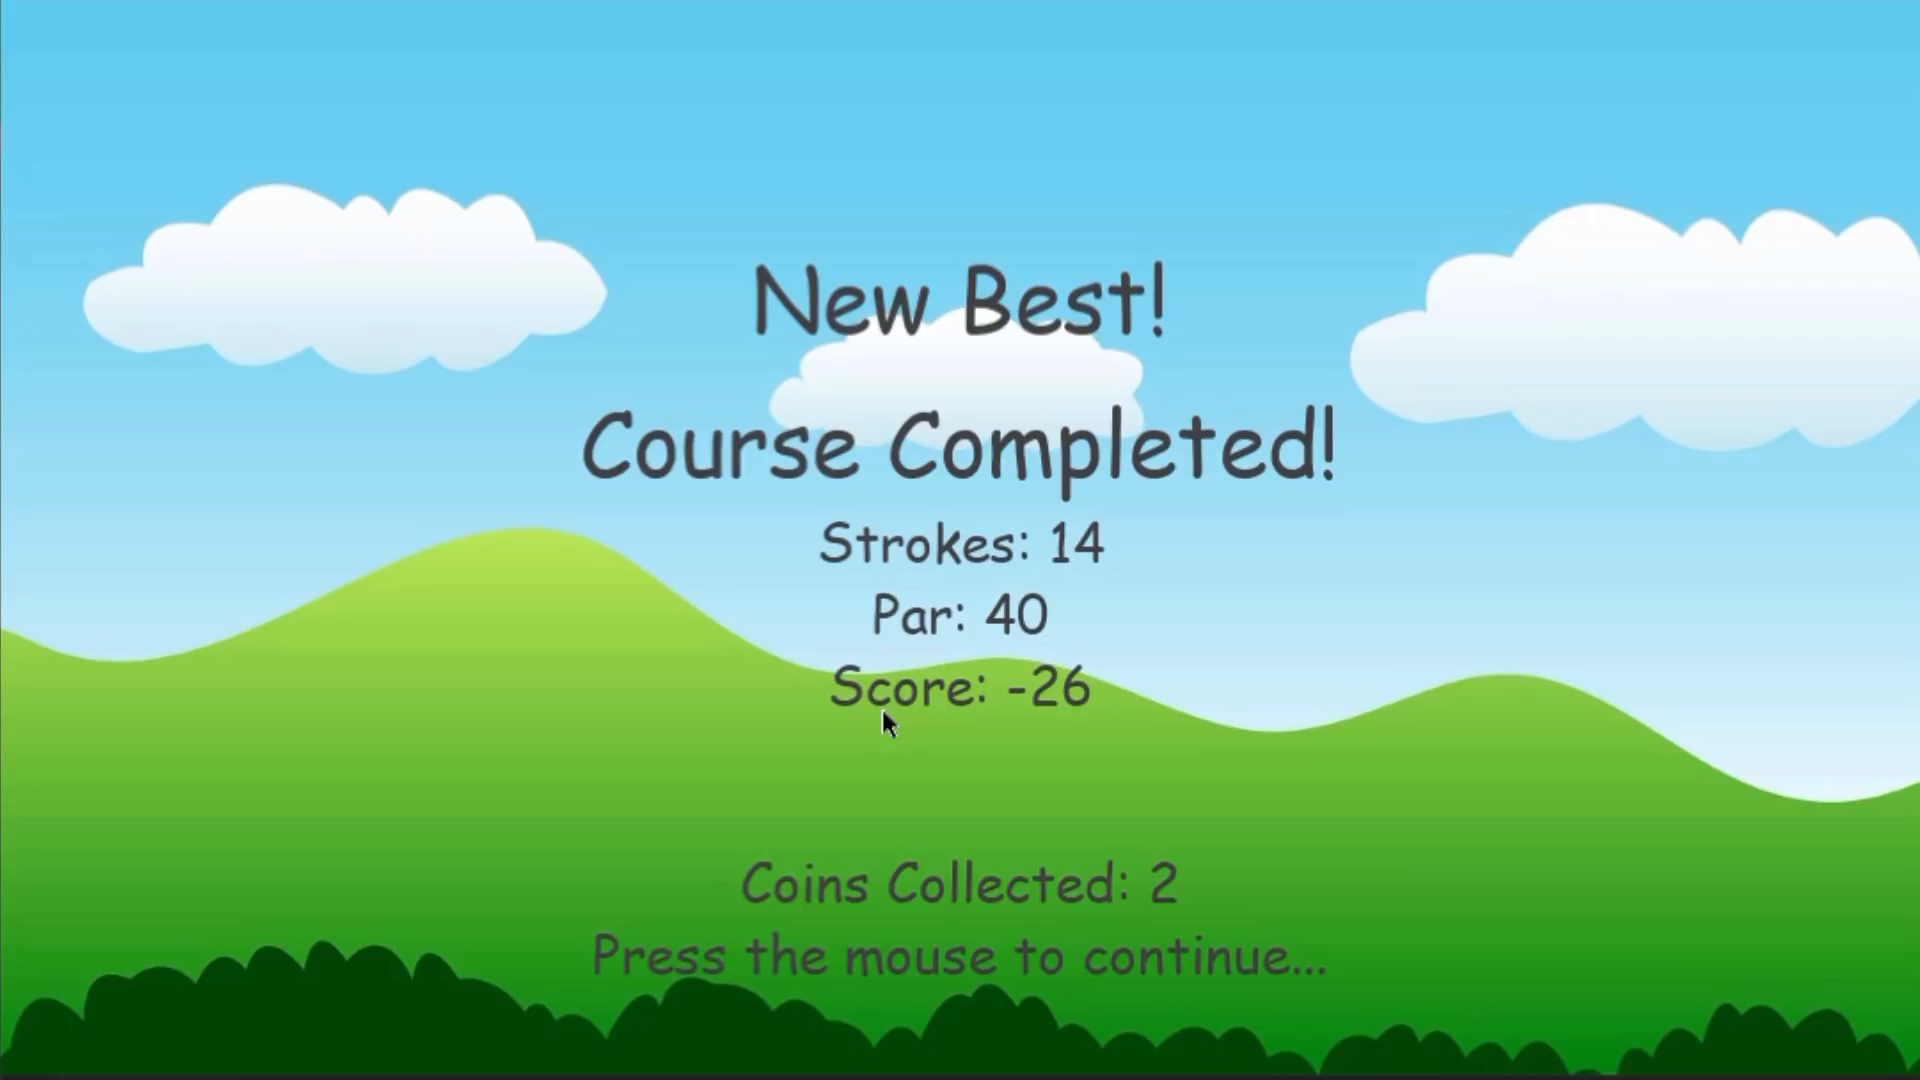 New Best!
Course Completed!
Strokes: 14
Par: 40
Score: -26
Coins Collected: 2
Press the mouse to continue...